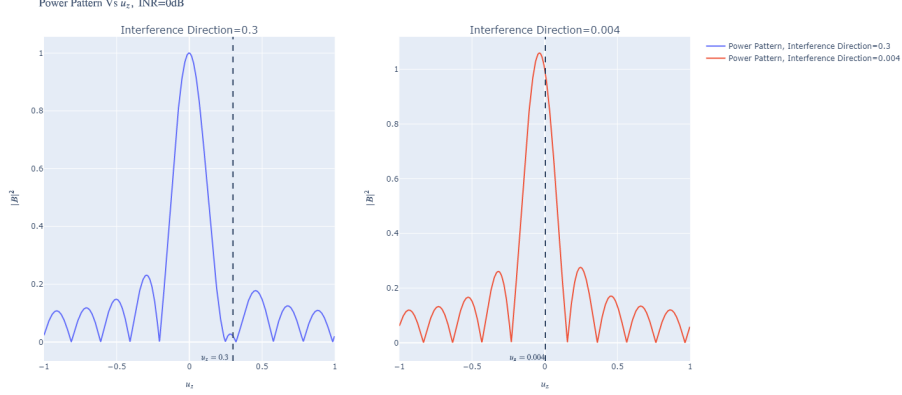 Power Pattern Vs u_z, INR=0dB
Interference Direction=0.3
Interference Direction=0.004
Power Pattern, Interference Direction=0.3
Power Pattern, Interference Direction=0.004
|B|²
1
0.8
0.6
0.4
0.2
0
u_z = 0.3
−1
−0.5
0
0.5
1
u_z
|B|²
1
0.8
0.6
0.4
0.2
0
u_z = 0.004
−1
−0.5
0
0.5
1
u_z